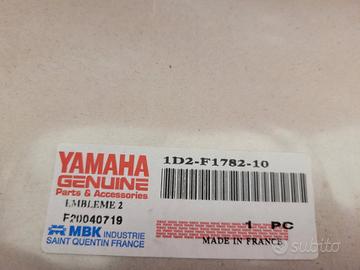 YAMAHA
GENUINE
Parts & Accessories
1D2-F1782-10
EMBLEME 2
F20040719
1 PC
MBK INDUSTRIE
SAINT QUENTIN FRANCE
MADE IN FRANCE
subito